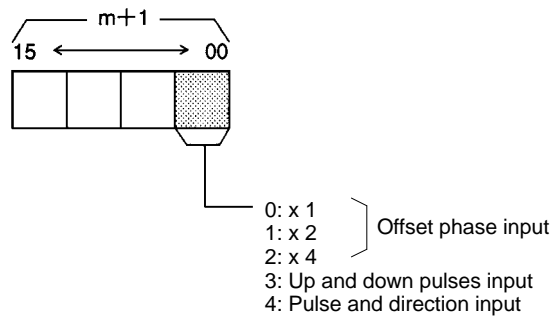 m+1
15 00
0: x 1
1: x 2
Offset phase input
2: x 4
3: Up and down pulses input
4: Pulse and direction input